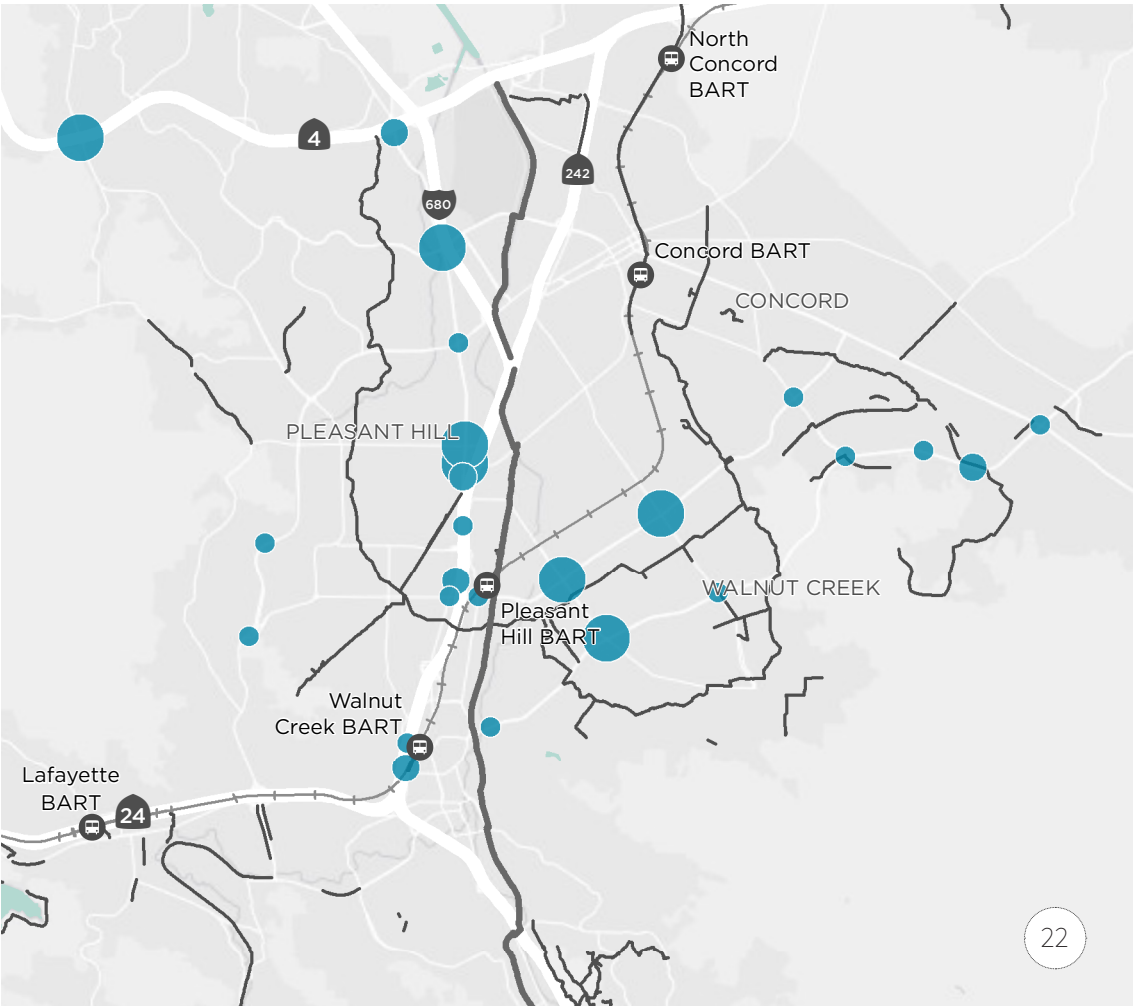 North
Concord
BART
4
242
680
Concord BART
CONCORD
PLEASANT HILL
WALNUT CREEK
Pleasant
Hill BART
Walnut
Creek BART
Lafayette
BART
24
22